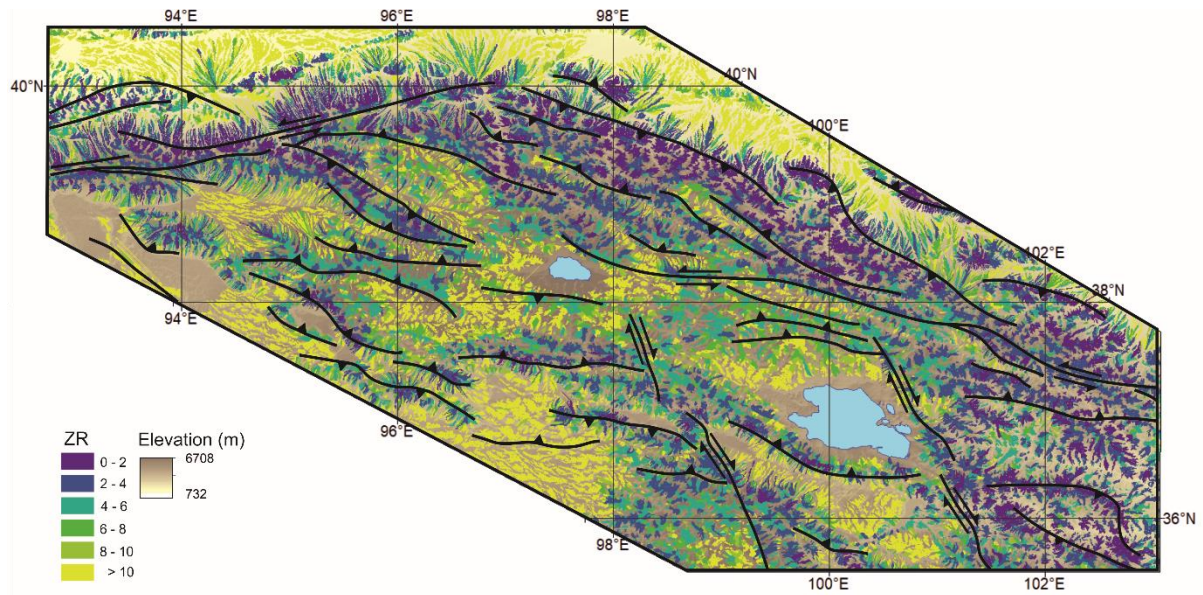 94°E 96°E 98°E
40°N
40°N
100°E
102°E
38°N
94°E
96°E
ZR Elevation (m)
0 - 2
2 - 4
4 - 6
6 - 8
8 - 10
> 10
6708
732
36°N
98°E
100°E 102°E